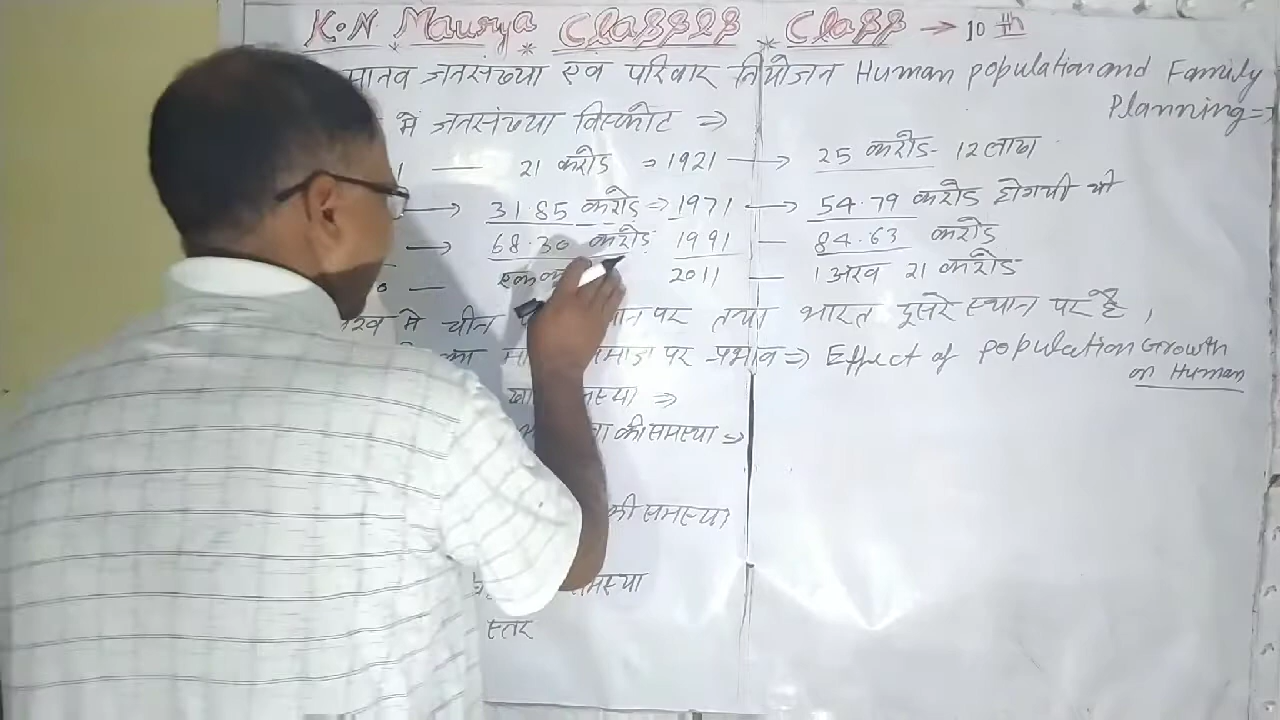 K.N. Maurya Classes * Class → 10 th
मानव जनसंख्या एवं परिवार नियोजन Human population and Family
Planning ⇒
में जनसंख्या विस्फोट ⇒
1 — 21 करोड़ ⇒ 1921 → 25 करोड़ - 12 लाख
→ 31.85 करोड़ ⇒ 1971 → 54.79 करोड़ होगयी थी
→ 68.30 करोड़ 1991 — 84.63 करोड़
— 2011 — 1 अरब 21 करोड़
में चीन पर तथा भारत दूसरे स्थान पर है,
का पर प्रभाव ⇒ Effect of population Growth
on Human
⇒
की समस्या ⇒
की समस्या
समस्या
स्तर